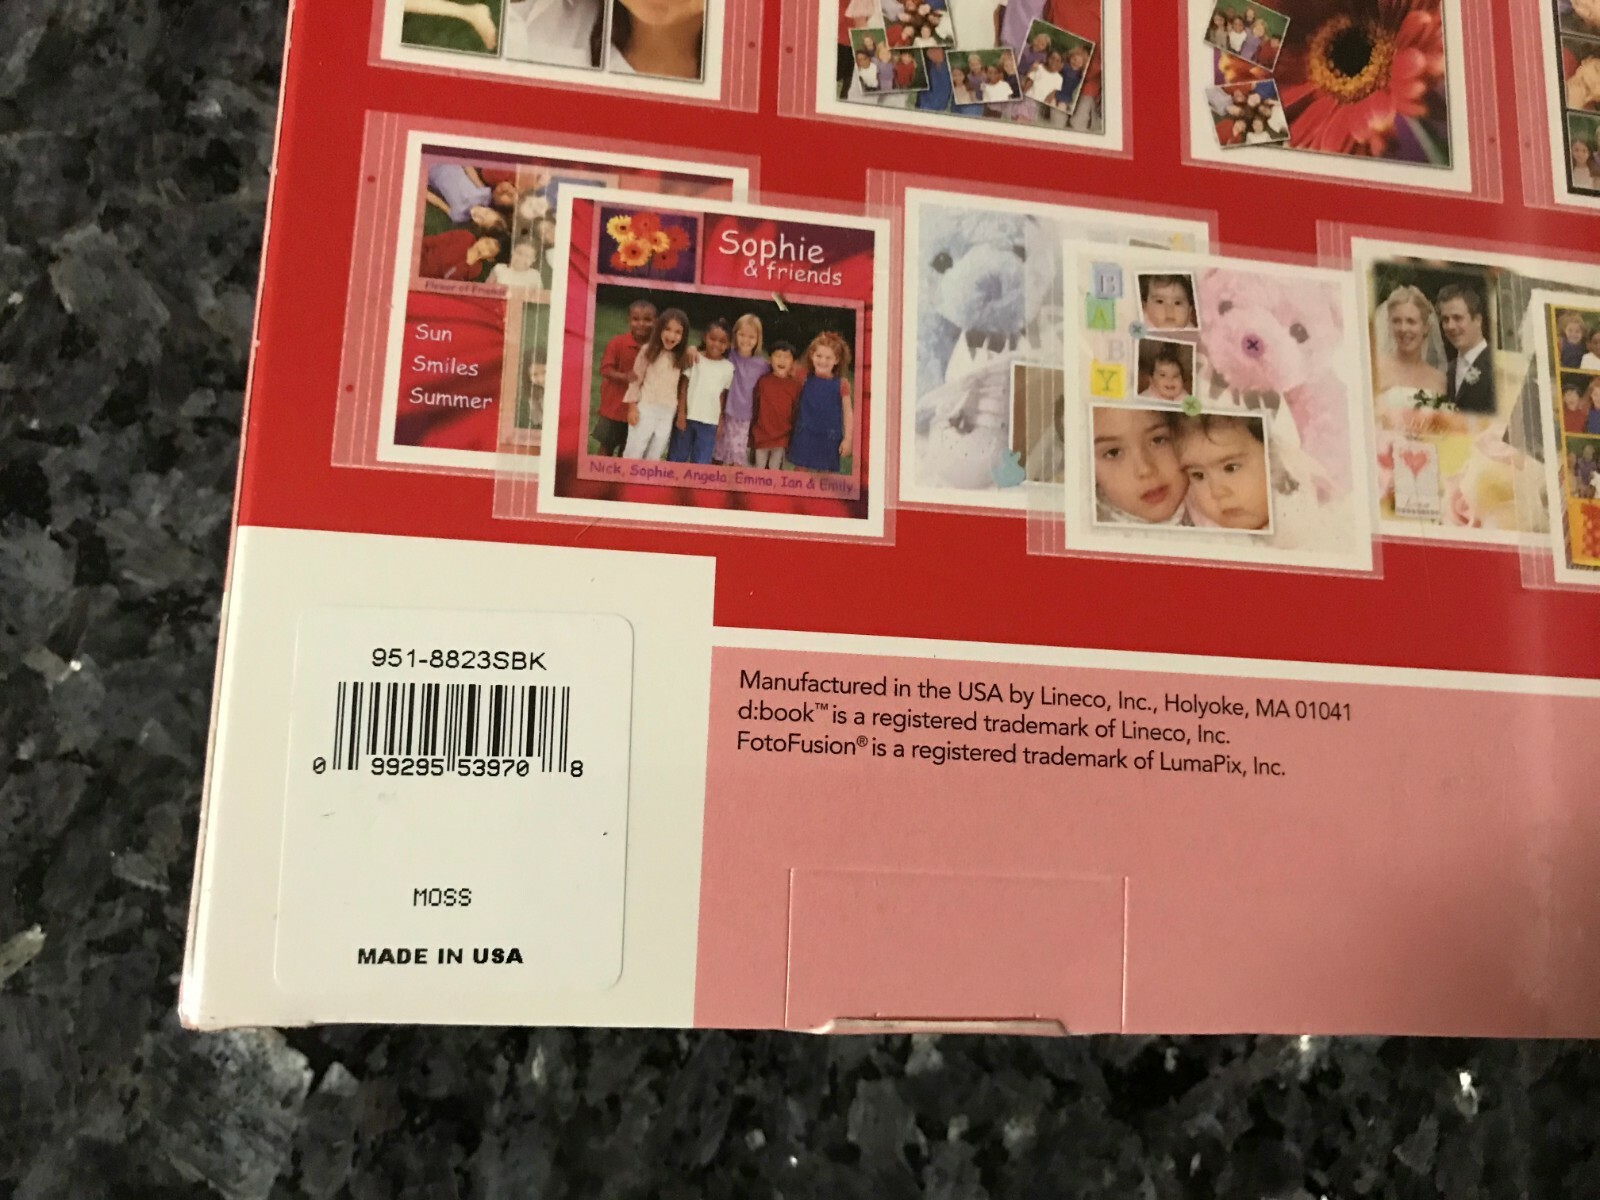 Sophie
& friends
Sun
Smiles
Summer
Nick, Sophie, Angela, Emma, Ian & Emily
B
A
B
Y
951-8823SBK
0 99295 53970 8
MOSS
MADE IN USA
Manufactured in the USA by Lineco, Inc., Holyoke, MA 01041
d:book™ is a registered trademark of Lineco, Inc.
FotoFusion® is a registered trademark of LumaPix, Inc.